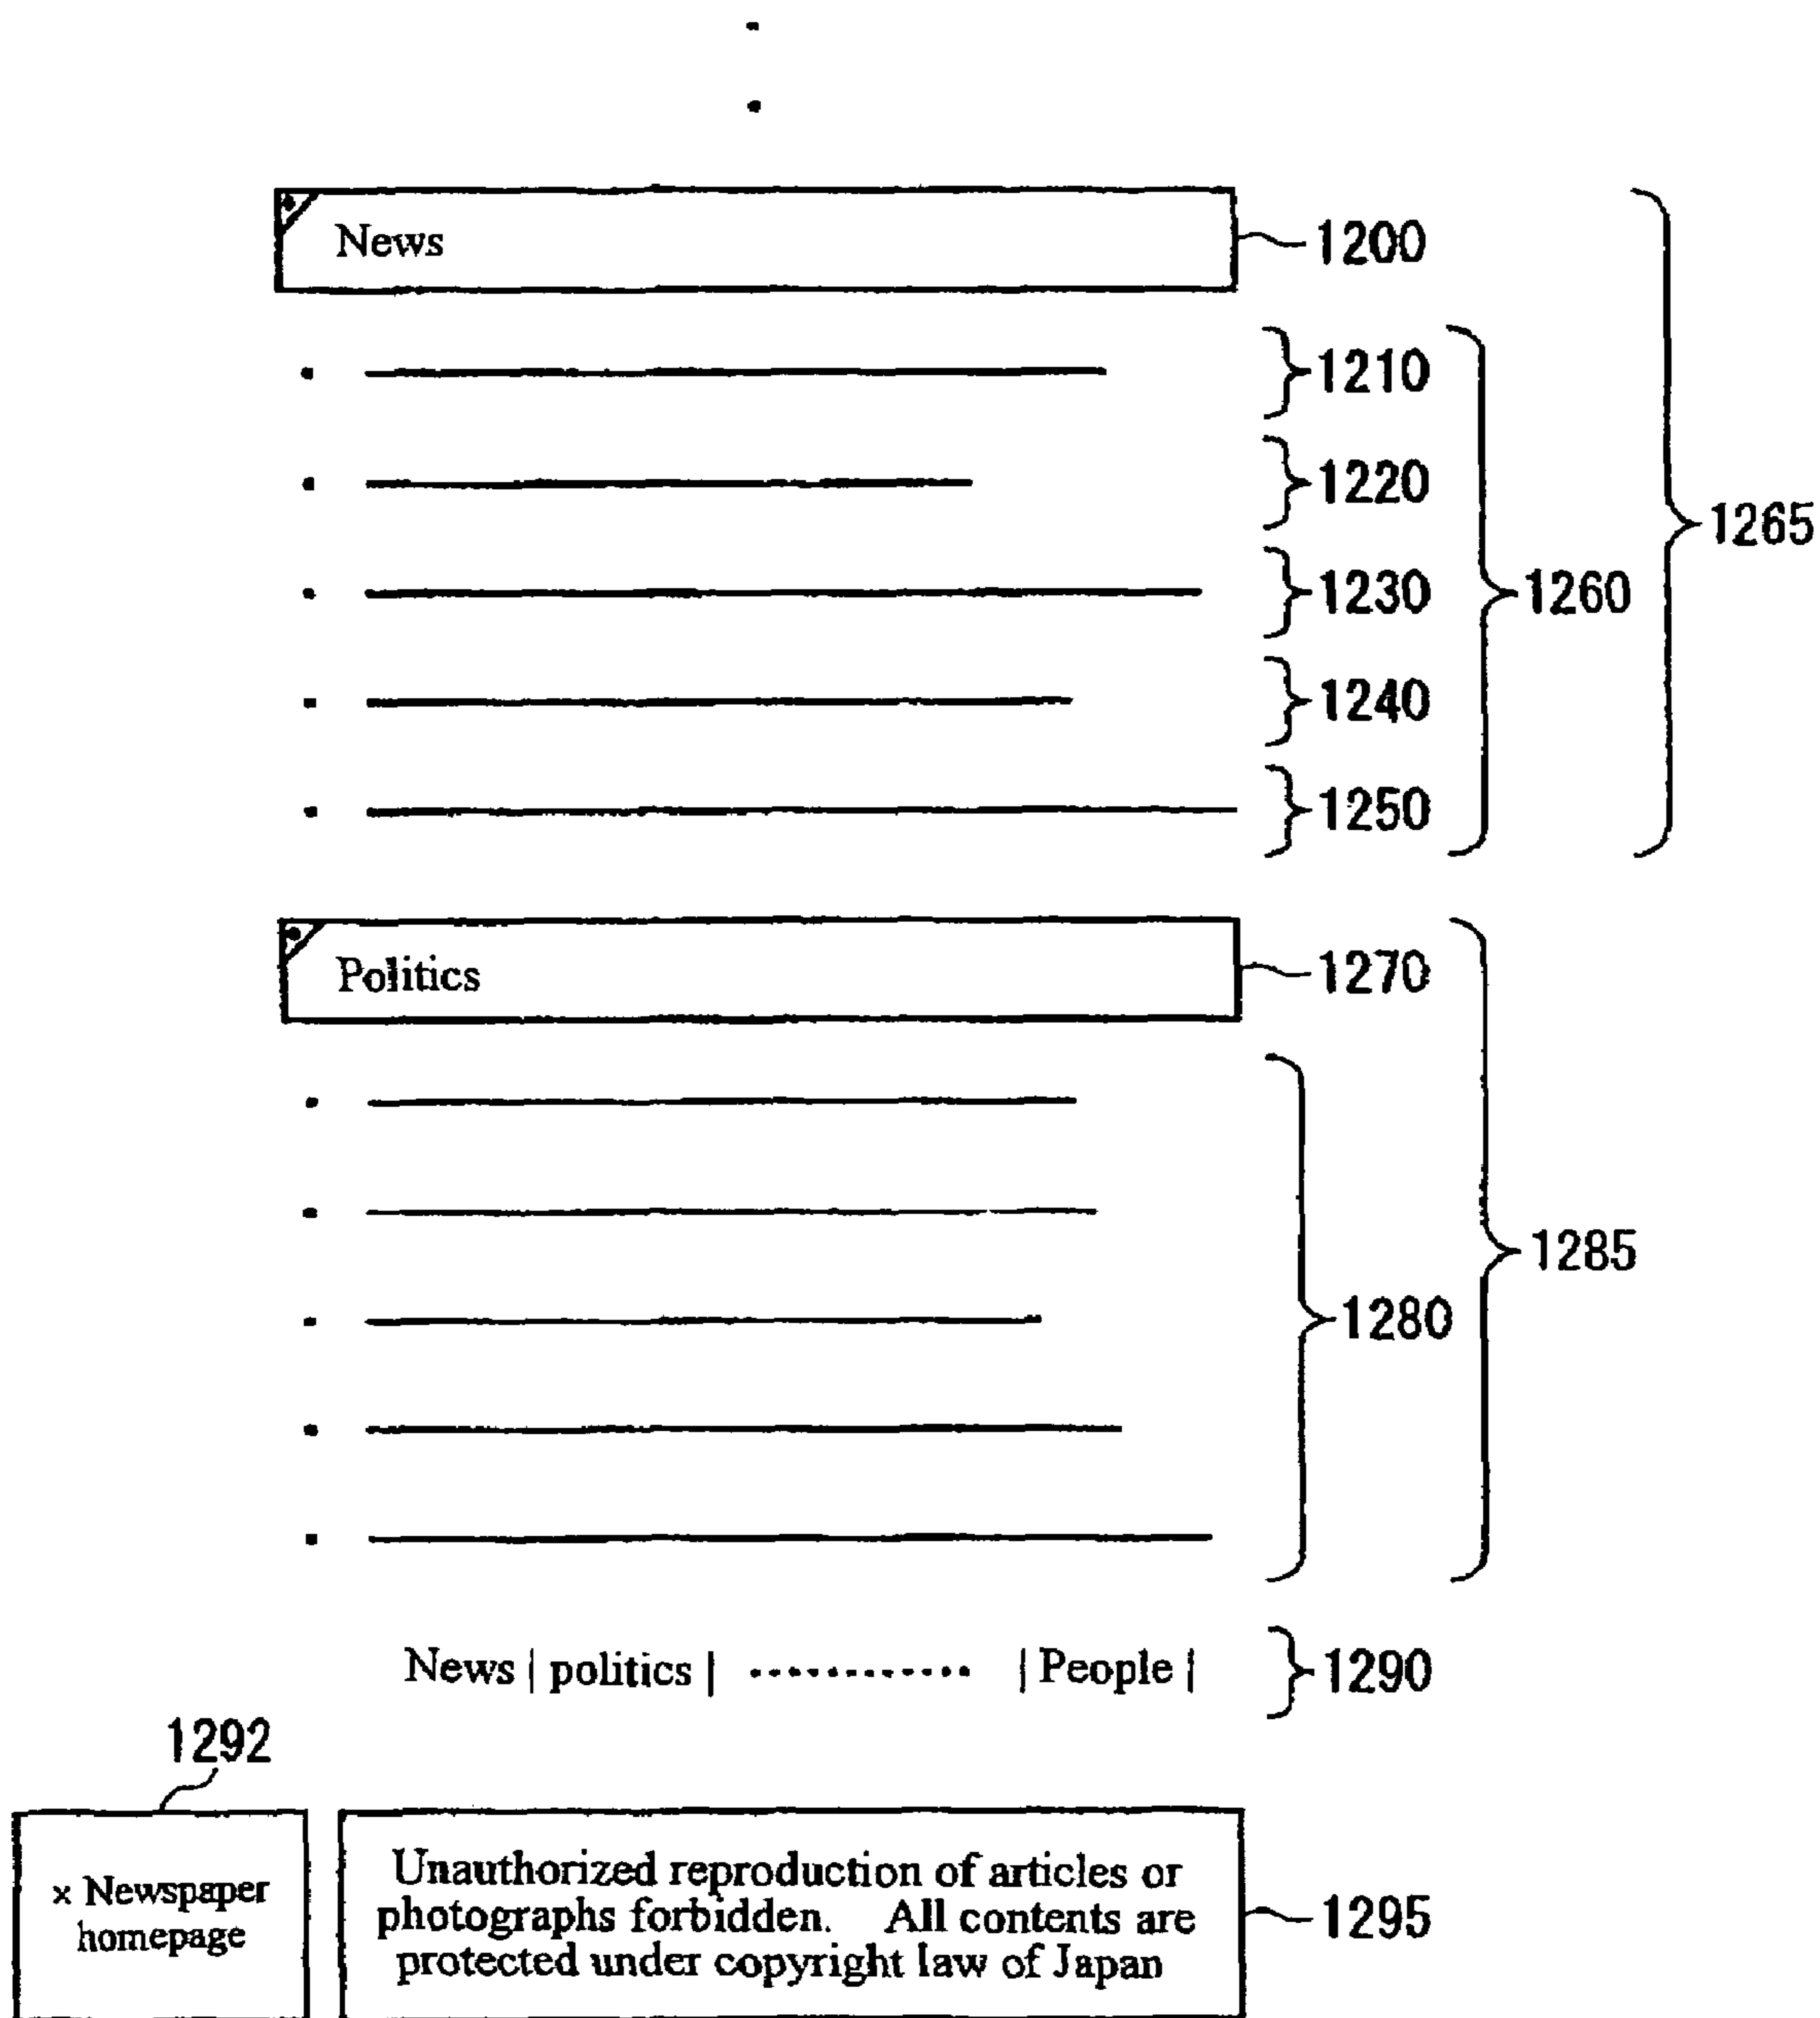 News
1200
1210
1220
1230
1240
1250
1260
1265
Politics
1270
1280
1285
News | politics | ............ | People |
1290
1292
× Newspaper
homepage
Unauthorized reproduction of articles or
photographs forbidden. All contents are
protected under copyright law of Japan
1295